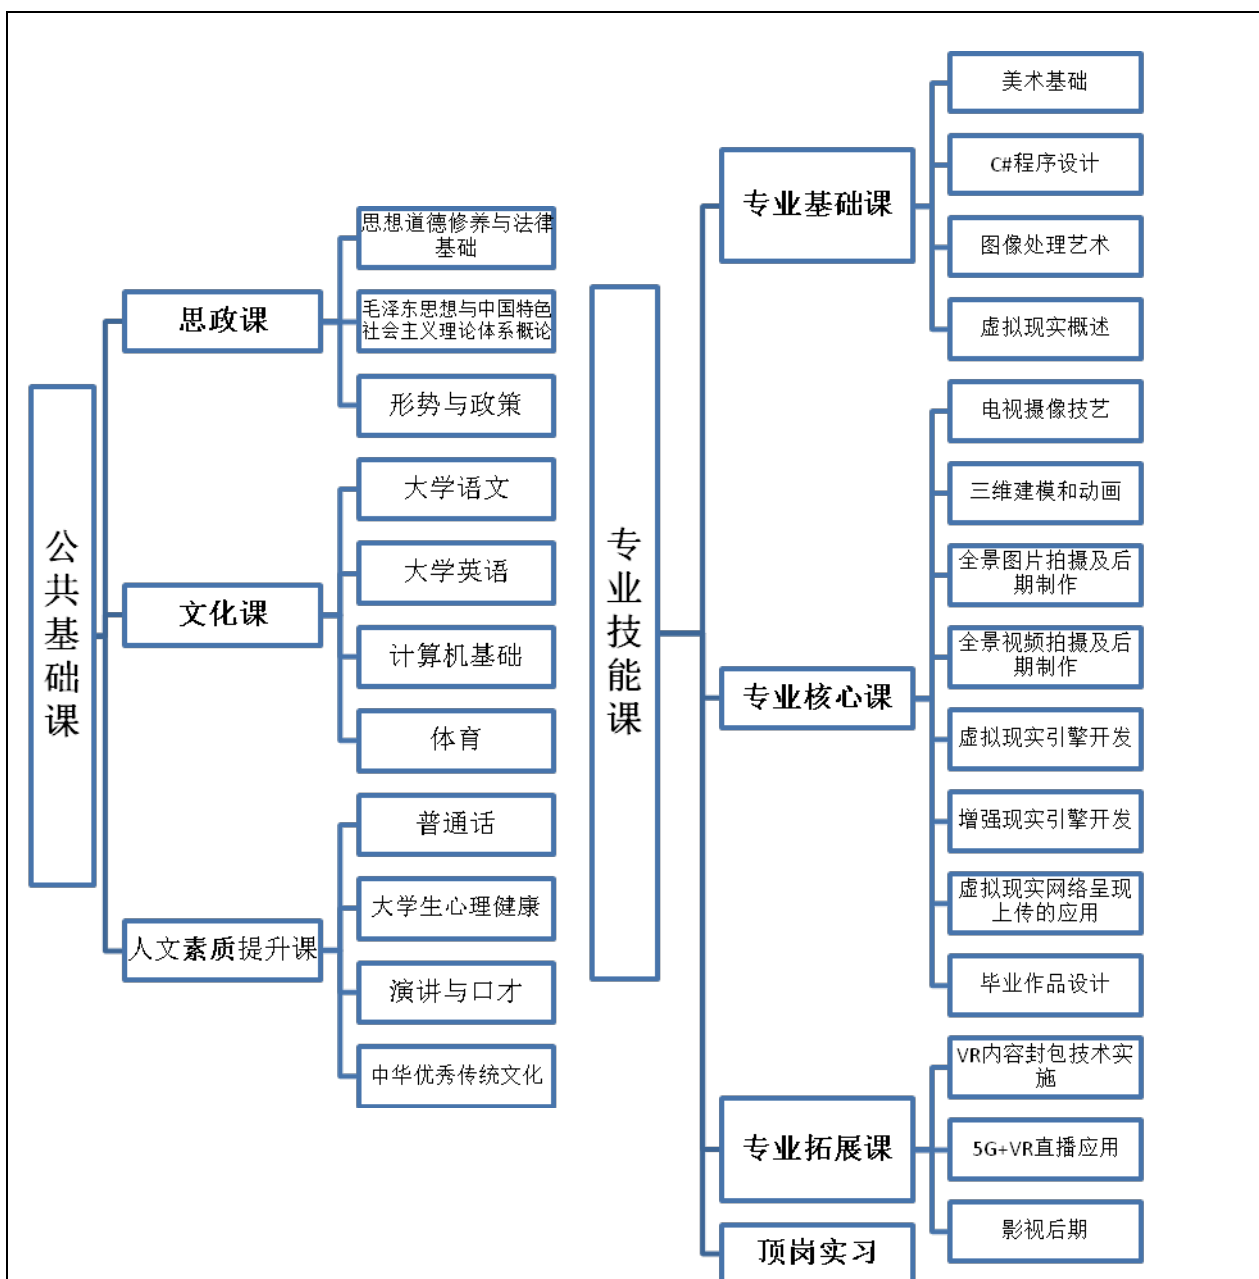 公共基础课
思政课
思想道德修养与法律
基础
毛泽东思想与中国特色
社会主义理论体系概论
形势与政策
文化课
大学语文
大学英语
计算机基础
体育
人文素质提升课
普通话
大学生心理健康
演讲与口才
中华优秀传统文化
专业技能课
专业基础课
美术基础
C#程序设计
图像处理艺术
虚拟现实概述
专业核心课
电视摄像技艺
三维建模和动画
全景图片拍摄及后
期制作
全景视频拍摄及后
期制作
虚拟现实引擎开发
增强现实引擎开发
虚拟现实网络呈现
上传的应用
毕业作品设计
专业拓展课
VR内容封包技术实
施
5G+VR直播应用
影视后期
顶岗实习